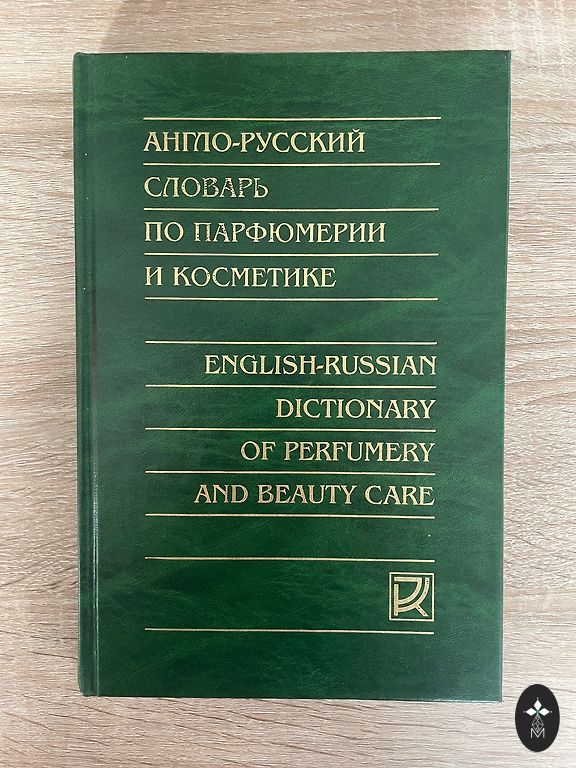 АНГЛО-РУССКИЙ
СЛОВАРЬ
ПО ПАРФЮМЕРИИ
И КОСМЕТИКЕ
ENGLISH-RUSSIAN
DICTIONARY
OF PERFUMERY
AND BEAUTY CARE